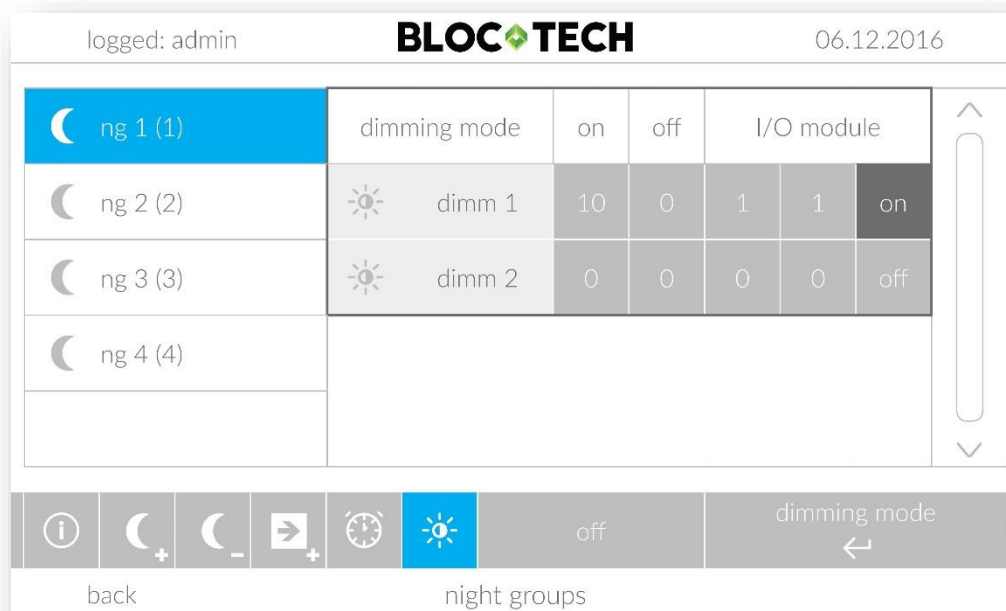 logged: admin BLOC TECH 06.12.2016
ng 1 (1) dimming mode on off I/O module
ng 2 (2) dimm 1 10 0 1 1 on
ng 3 (3) dimm 2 0 0 0 0 off
ng 4 (4)
off dimming mode
back night groups